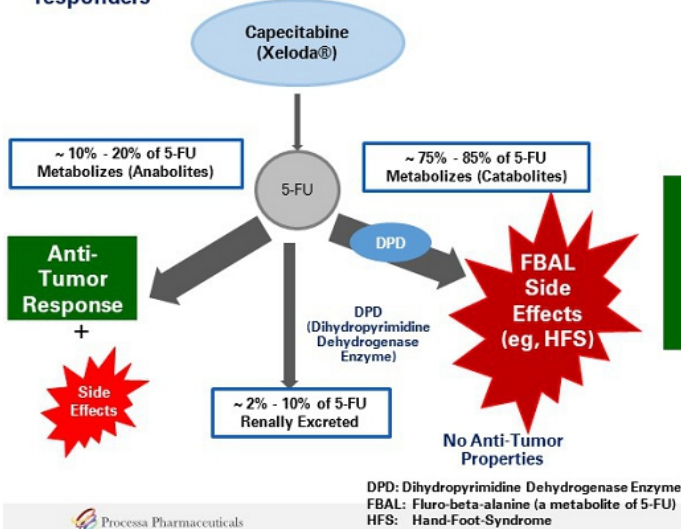 responders
Capecitabine
(Xeloda®)
~ 10% - 20% of 5-FU
Metabolizes (Anabolites)
~ 75% - 85% of 5-FU
Metabolizes (Catabolites)
5-FU
DPD
Anti-
Tumor
Response
+
Side
Effects
FBAL
Side
Effects
(eg, HFS)
DPD
(Dihydropyrimidine
Dehydrogenase
Enzyme)
~ 2% - 10% of 5-FU
Renally Excreted
No Anti-Tumor
Properties
DPD: Dihydropyrimidine Dehydrogenase Enzyme
FBAL: Fluro-beta-alanine (a metabolite of 5-FU)
HFS: Hand-Foot-Syndrome
Processa Pharmaceuticals